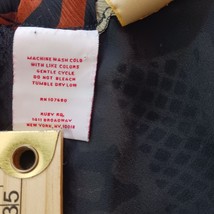 MACHINE WASH COLD
WITH LIKE COLORS
GENTLE CYCLE
DO NOT BLEACH
TUMBLE DRY LOW
RUBY RD.
1411 BROADWAY
NEW YORK, NY. 10018
35